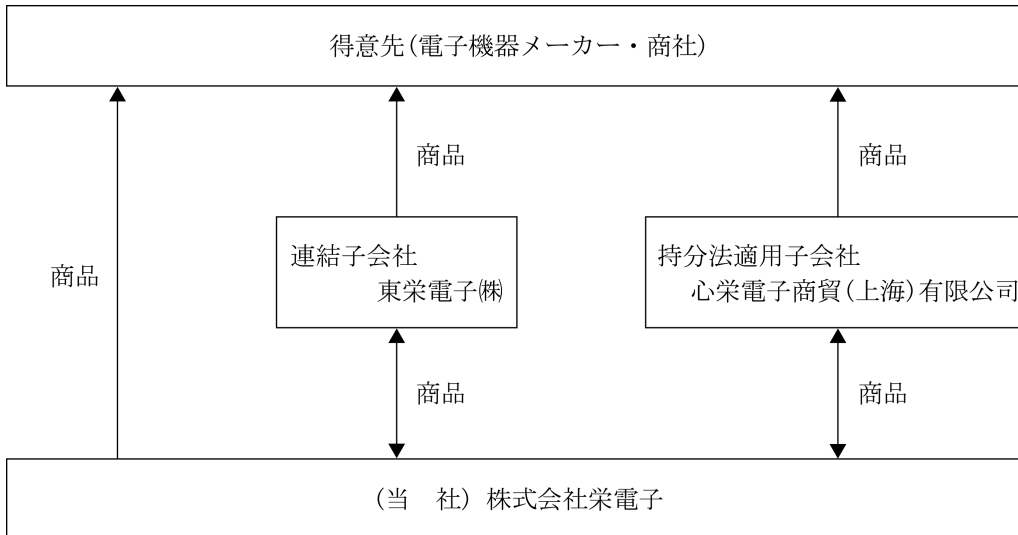 得意先(電子機器メーカー・商社)
商品
商品
商品
連結子会社
東栄電子㈱
持分法適用子会社
心栄電子商貿(上海)有限公司
商品
商品
(当　社) 株式会社栄電子